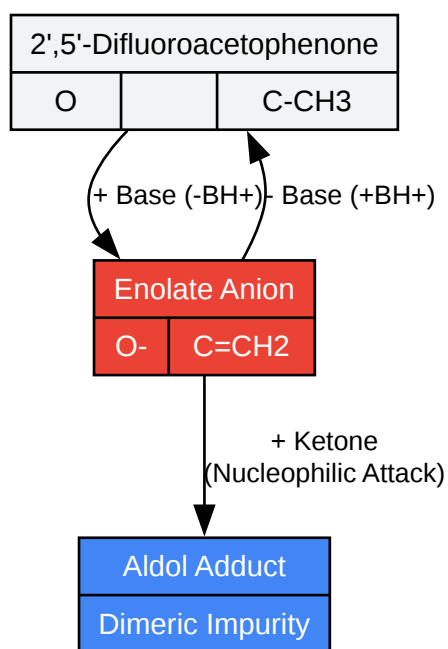 2',5'-Difluoroacetophenone
O
C-CH3
+ Base (-BH+)
- Base (+BH+)
Enolate Anion
O-
C=CH2
+ Ketone
(Nucleophilic Attack)
Aldol Adduct
Dimeric Impurity